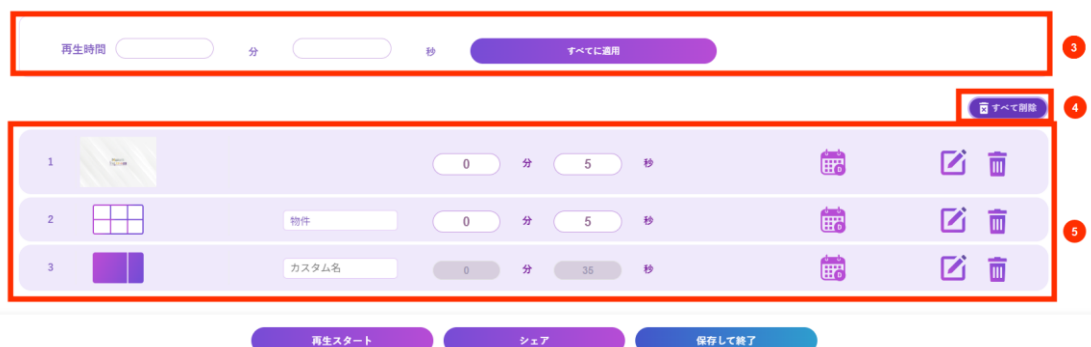 再生時間 分 秒 すべてに適用
3
すべて削除
4
1 0 分 5 秒 0
2 物件 0 分 5 秒 0
5
3 カスタム名 0 分 35 秒 0
再生スタート シェア 保存して終了